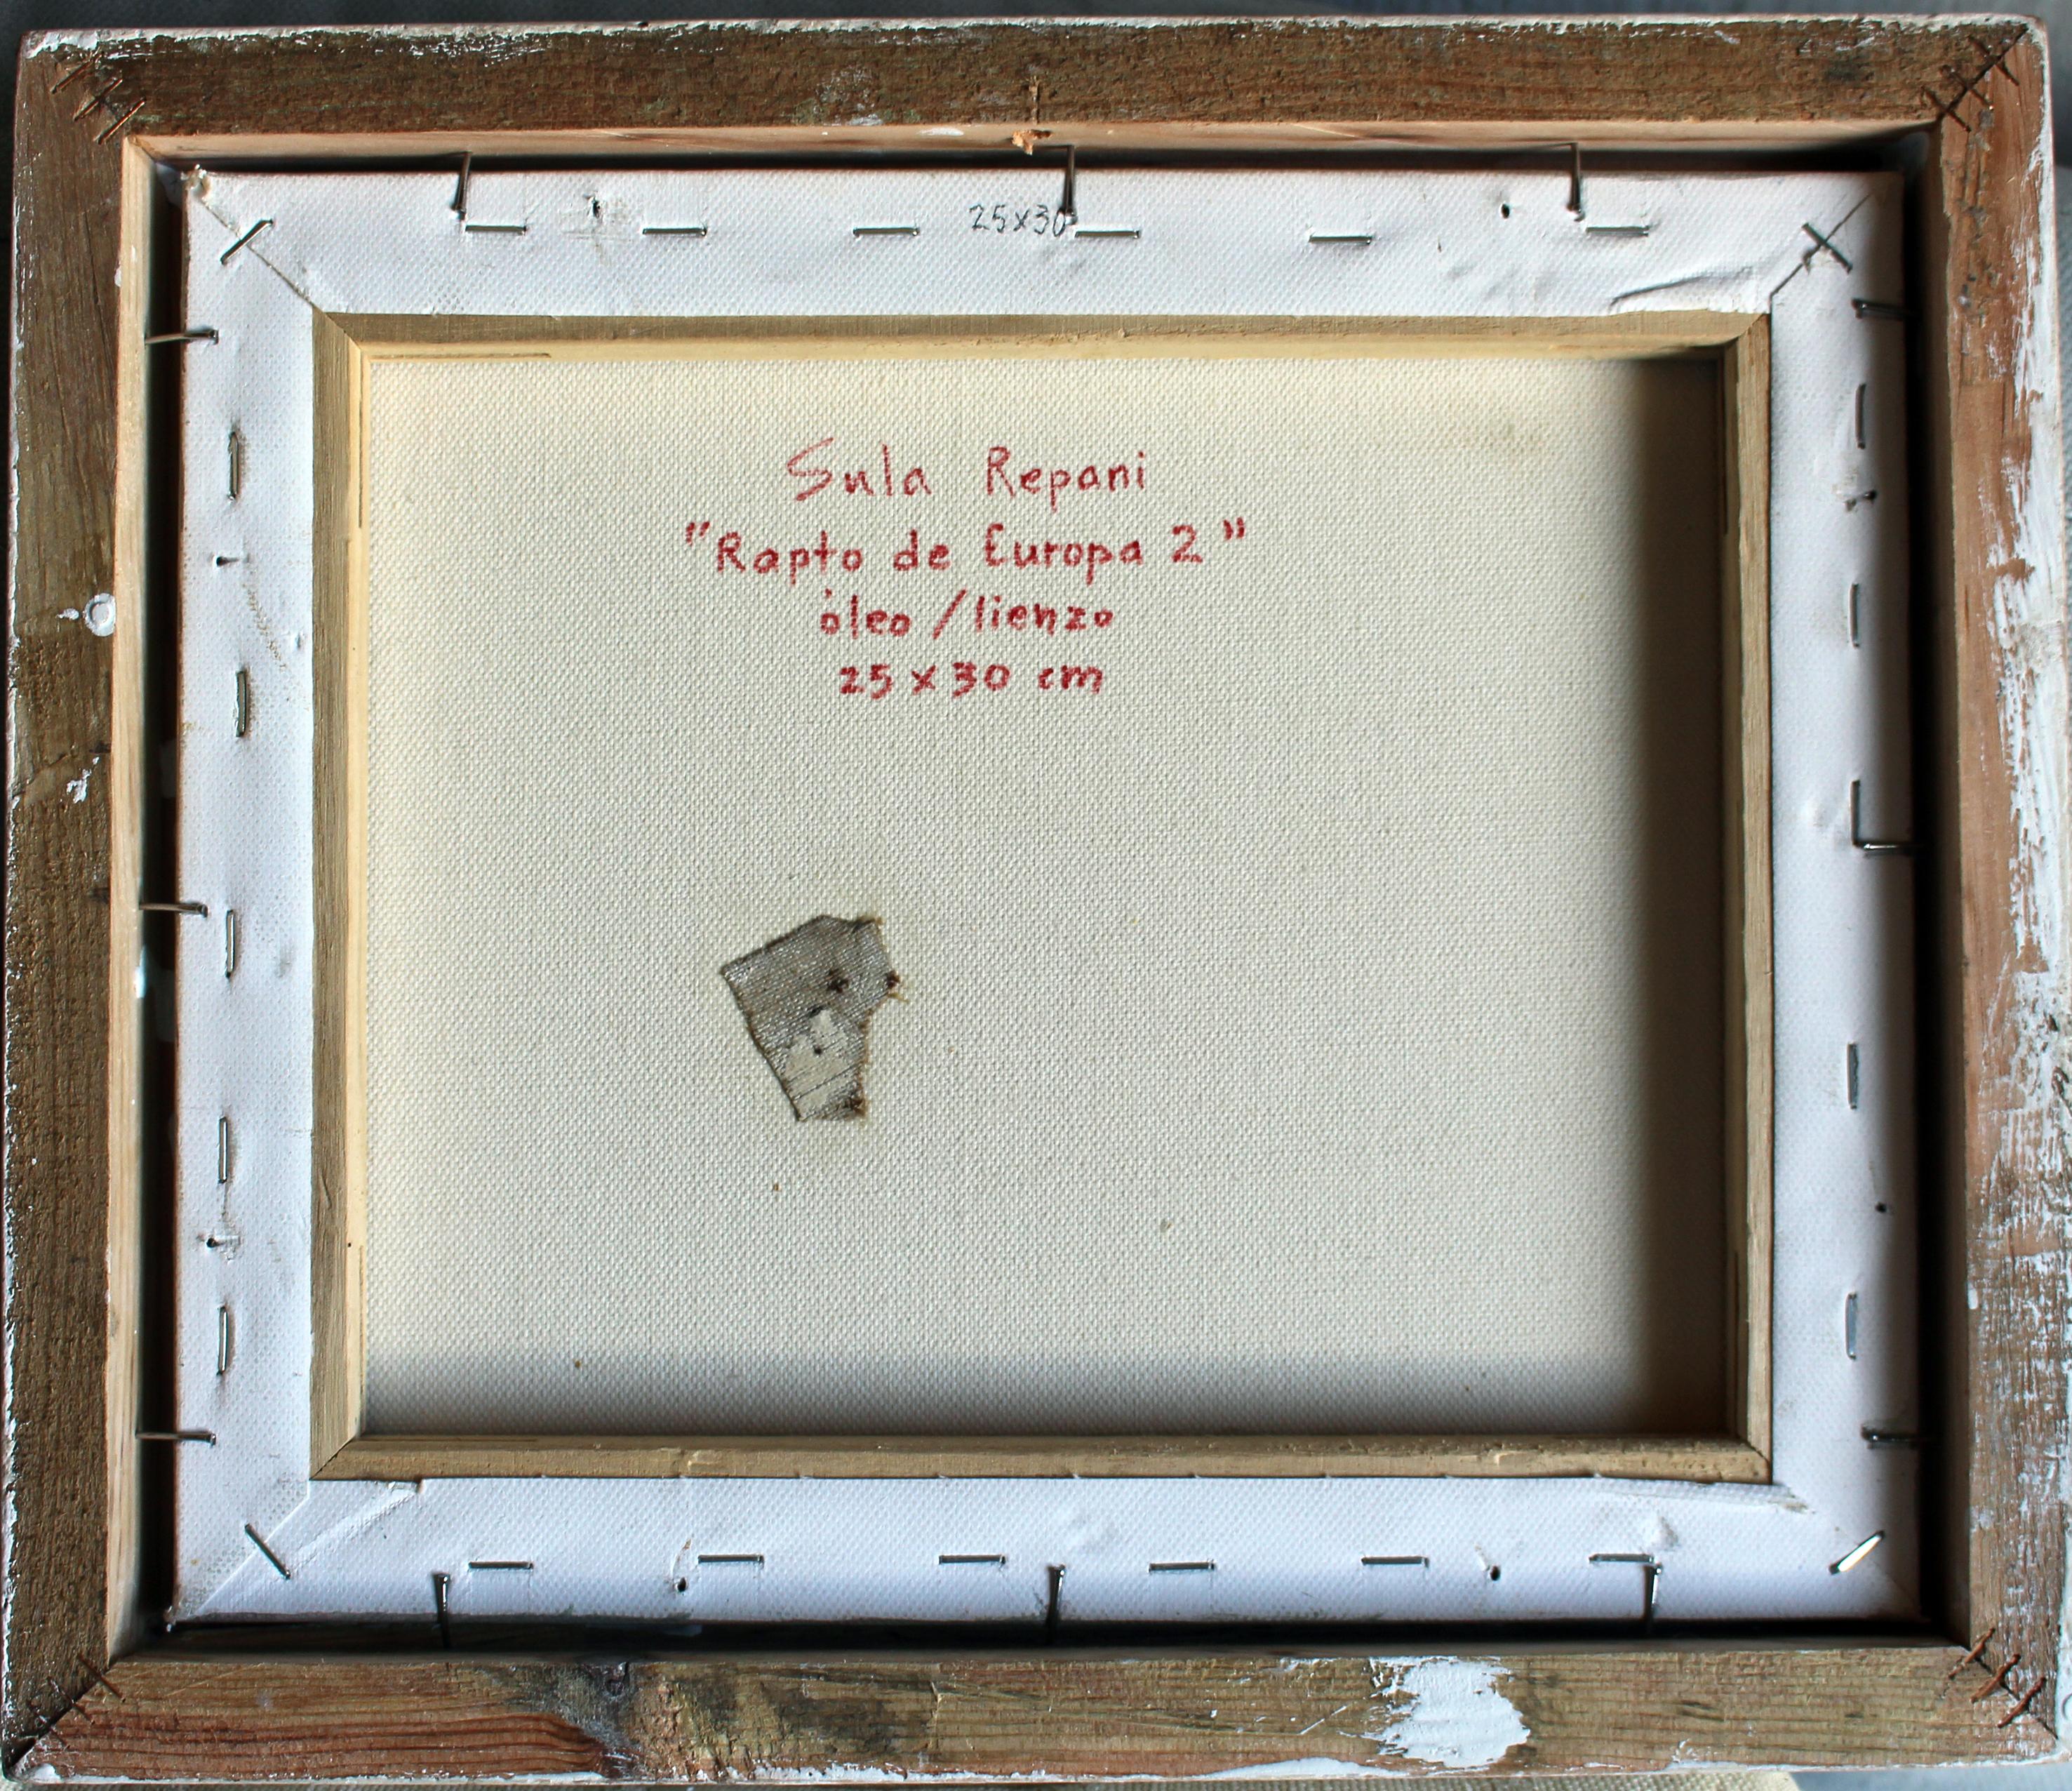 25x30
Sula Repani
"Rapto de Europa 2"
óleo / lienzo
25 x 30 cm